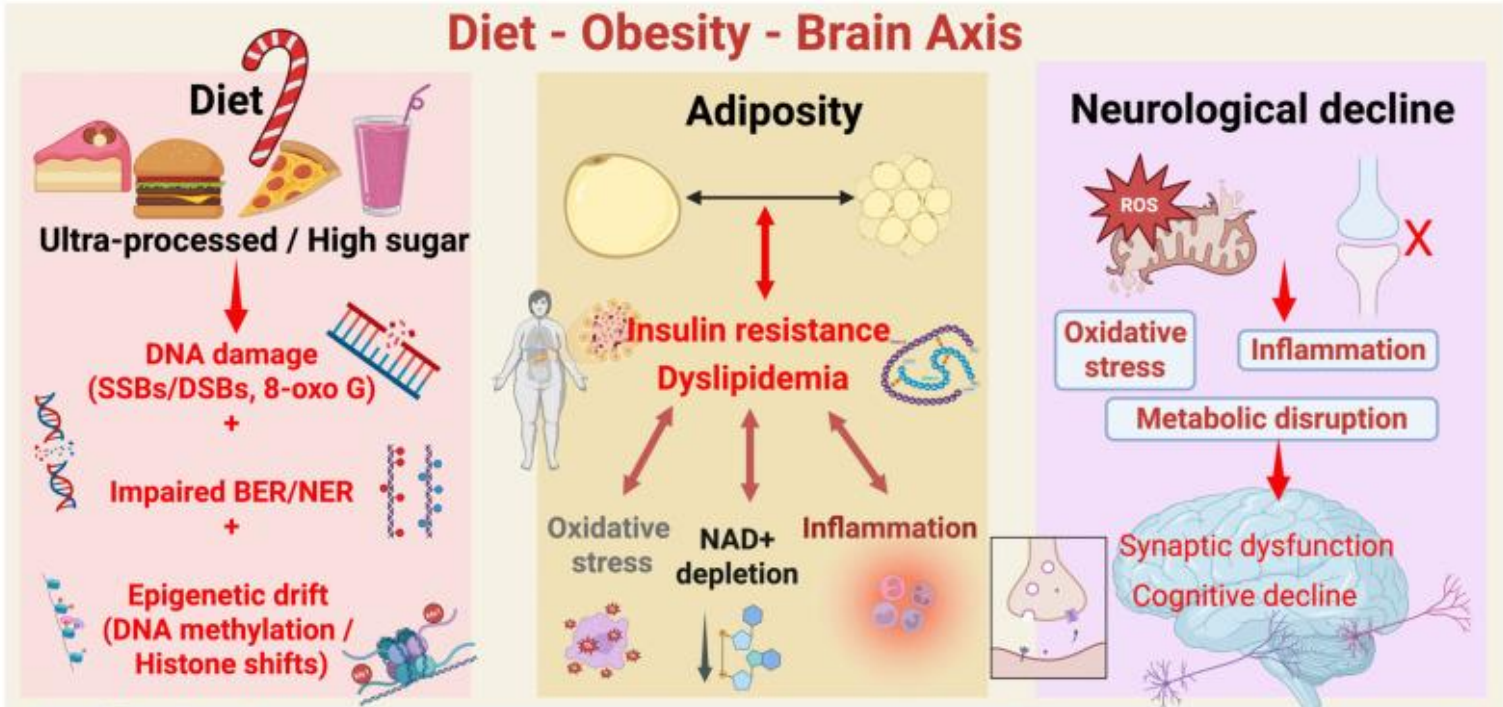 Diet - Obesity - Brain Axis
Diet
Ultra-processed / High sugar
DNA damage
(SSBs/DSBs, 8-oxo G)
+
Impaired BER/NER
+
Epigenetic drift
(DNA methylation /
Histone shifts)
Adiposity
Insulin resistance
Dyslipidemia
Oxidative
stress
NAD+
depletion
Inflammation
Neurological decline
ROS
X
Oxidative
stress
Inflammation
Metabolic disruption
Synaptic dysfunction
Cognitive decline